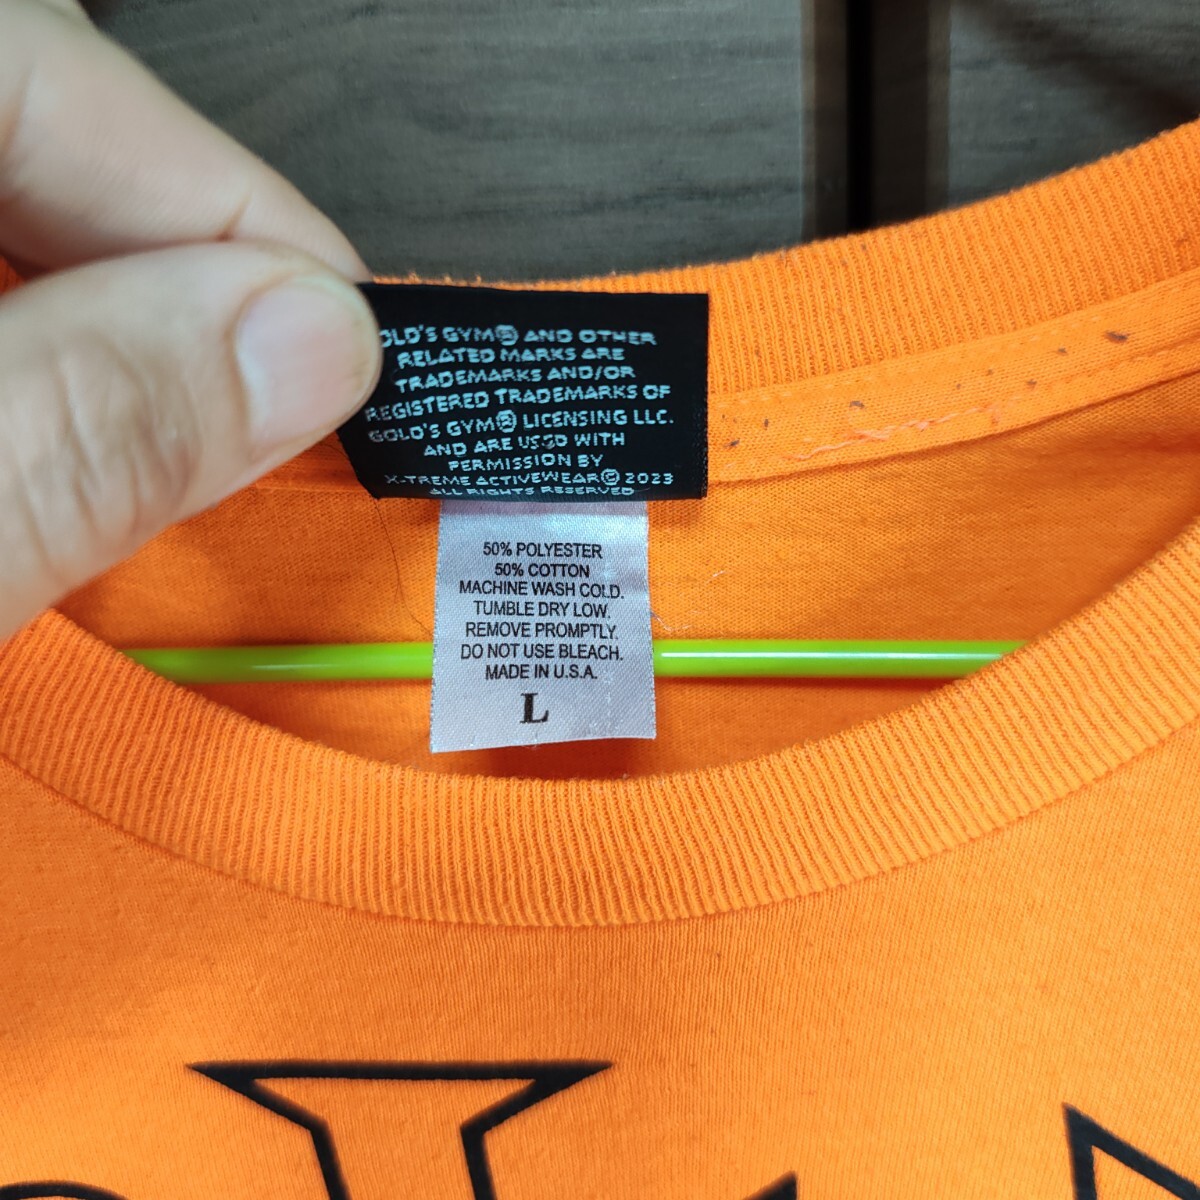 OLD'S GYM® AND OTHER
RELATED MARKS ARE
TRADEMARKS AND/OR
REGISTERED TRADEMARKS OF
GOLD'S GYM® LICENSING LLC.
AND ARE USSD WITH
PERMISSION BY
X-TREME ACTIVEWEAR© 2023
ALL RIGHTS RESERVED
50% POLYESTER
50% COTTON
MACHINE WASH COLD.
TUMBLE DRY LOW.
REMOVE PROMPTLY.
DO NOT USE BLEACH.
MADE IN U.S.A.
L